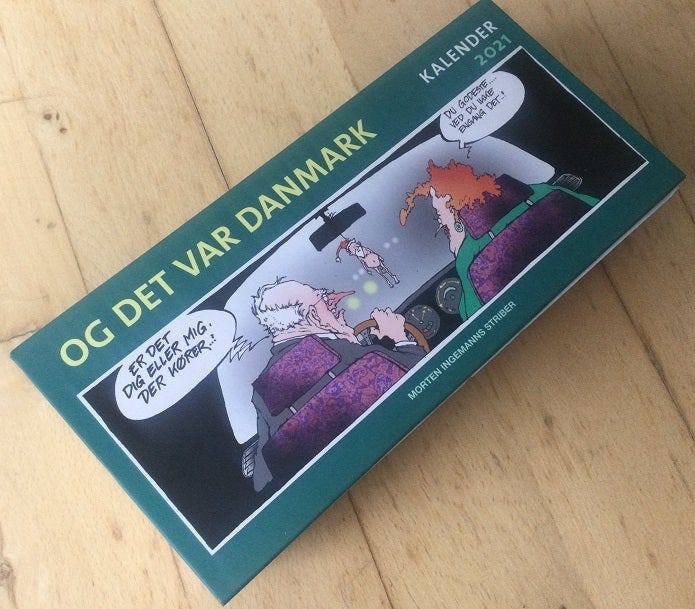 KALENDER
2021
OG DET VAR DANMARK
DU GODESTE....
VED DU IKKE
ENGANG DET.!
ER DET
DIG ELLER MIG,
DER KØRER..!
MORTEN INGEMANNS STRIBER